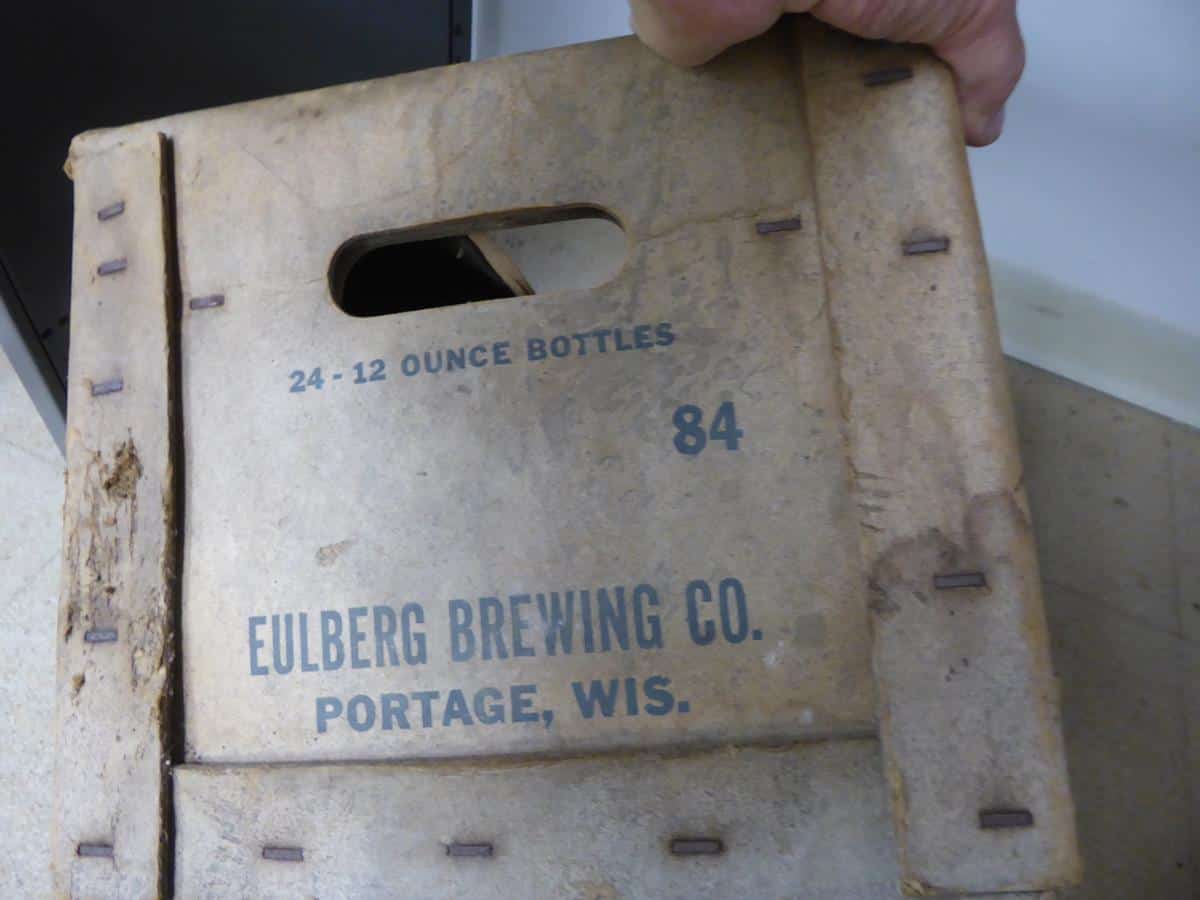 24 - 12 OUNCE BOTTLES
84
EULBERG BREWING CO.
PORTAGE, WIS.